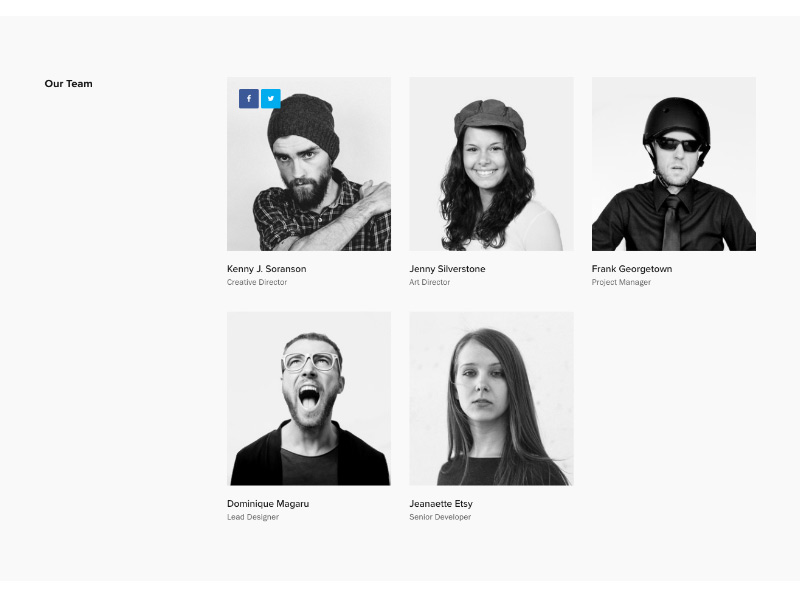 Our Team
Kenny J. Soranson
Creative Director
Jenny Silverstone
Art Director
Frank Georgetown
Project Manager
Dominique Magaru
Lead Designer
Jeanaette Etsy
Senior Developer